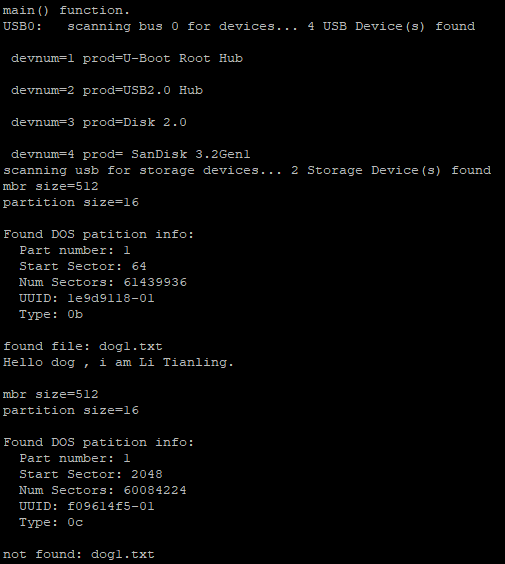 main() function.
USB0:   scanning bus 0 for devices... 4 USB Device(s) found
devnum=1 prod=U-Boot Root Hub
devnum=2 prod=USB2.0 Hub
devnum=3 prod=Disk 2.0
devnum=4 prod= SanDisk 3.2Gen1
scanning usb for storage devices... 2 Storage Device(s) found
mbr size=512
partition size=16
Found DOS patition info:
Part number: 1
Start Sector: 64
Num Sectors: 61439936
UUID: 1e9d9118-01
Type: 0b
found file: dog1.txt
Hello dog , i am Li Tianling.
mbr size=512
partition size=16
Found DOS patition info:
Part number: 1
Start Sector: 2048
Num Sectors: 60084224
UUID: f09614f5-01
Type: 0c
not found: dog1.txt